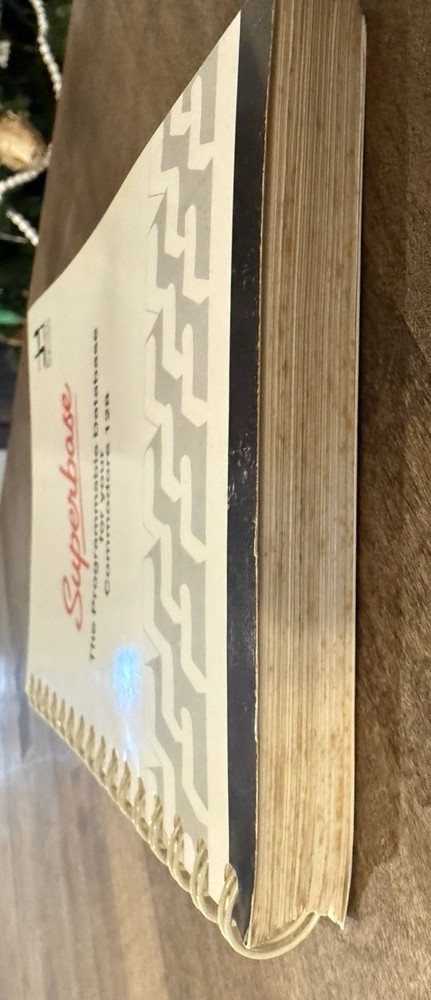 Superbase
The Programmable Database
for your
Commodore 128